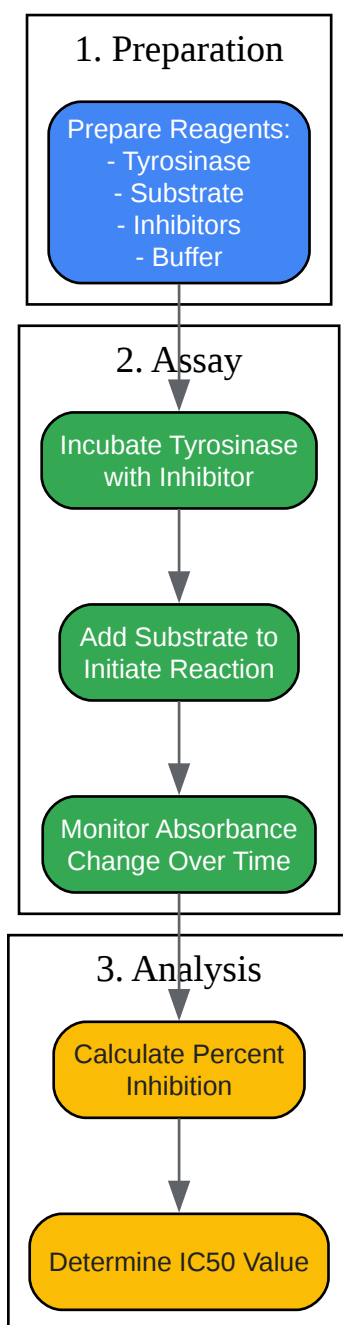 1. Preparation
Prepare Reagents:
- Tyrosinase
- Substrate
- Inhibitors
- Buffer
2. Assay
Incubate Tyrosinase
with Inhibitor
Add Substrate to
Initiate Reaction
Monitor Absorbance
Change Over Time
3. Analysis
Calculate Percent
Inhibition
Determine IC50 Value